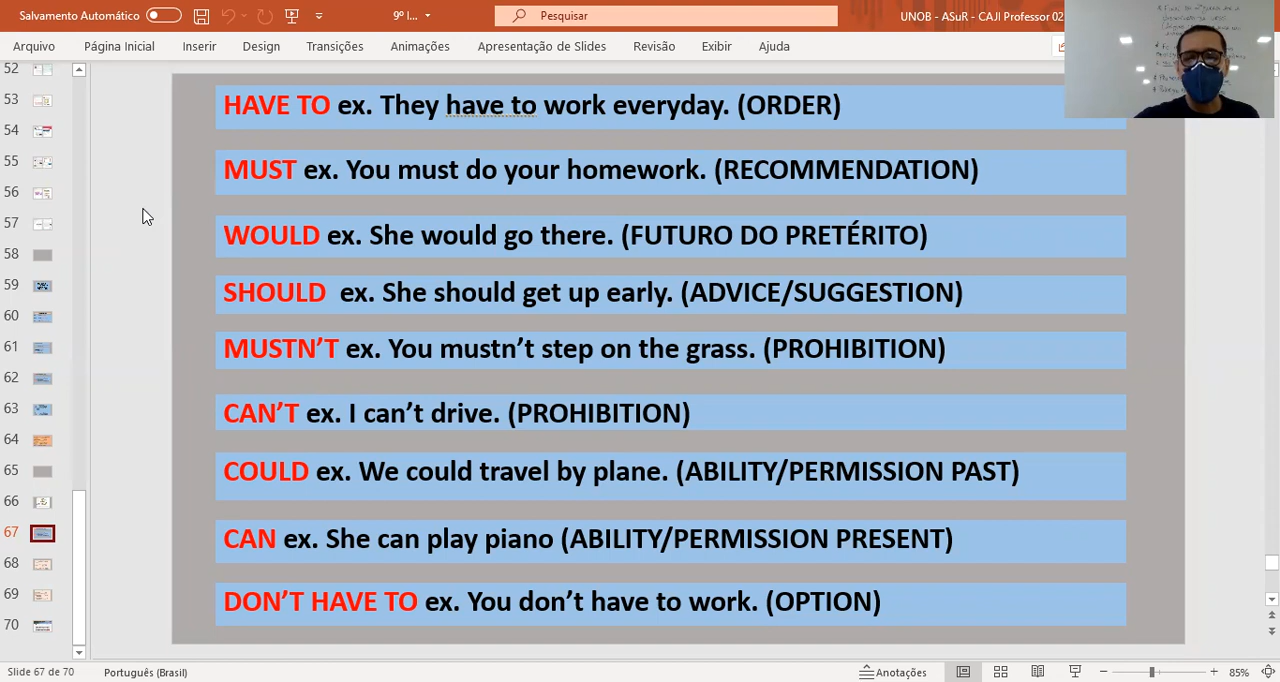 Salvamento Automático
9º I...
Pesquisar
UNOB - ASuR - CAJI Professor 02
Arquivo
Página Inicial
Inserir
Design
Transições
Animações
Apresentação de Slides
Revisão
Exibir
Ajuda
52
53
54
55
56
57
58
59
60
61
62
63
64
65
66
67
68
69
70
HAVE TO ex. They have to work everyday. (ORDER)
MUST ex. You must do your homework. (RECOMMENDATION)
WOULD ex. She would go there. (FUTURO DO PRETÉRITO)
SHOULD ex. She should get up early. (ADVICE/SUGGESTION)
MUSTN’T ex. You mustn’t step on the grass. (PROHIBITION)
CAN’T ex. I can’t drive. (PROHIBITION)
COULD ex. We could travel by plane. (ABILITY/PERMISSION PAST)
CAN ex. She can play piano (ABILITY/PERMISSION PRESENT)
DON’T HAVE TO ex. You don’t have to work. (OPTION)
Slide 67 de 70
Português (Brasil)
Anotações
85%